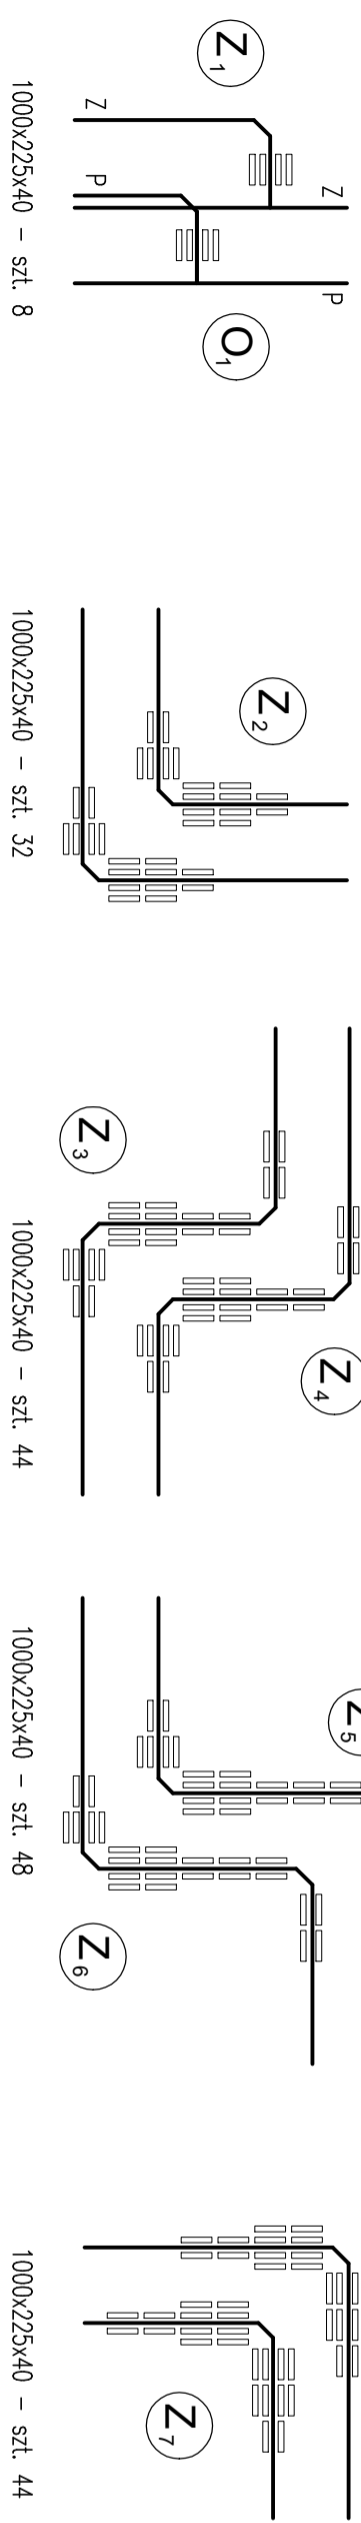 Z1
Z
Z
P
P
O1
1000x225x40 – szt. 8
Z2
1000x225x40 – szt. 32
Z3
Z4
1000x225x40 – szt. 44
Z5
Z6
1000x225x40 – szt. 48
Z7
1000x225x40 – szt. 44